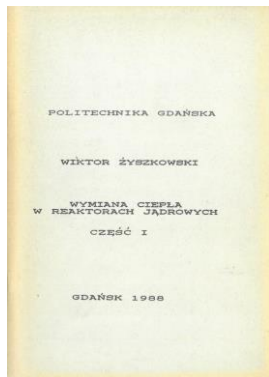 POLITECHNIKA GDAŃSKA
WIKTOR ŻYSZKOWSKI
WYMIANA CIEPŁA
W REAKTORACH JĄDROWYCH
CZĘŚĆ I
GDAŃSK 1988